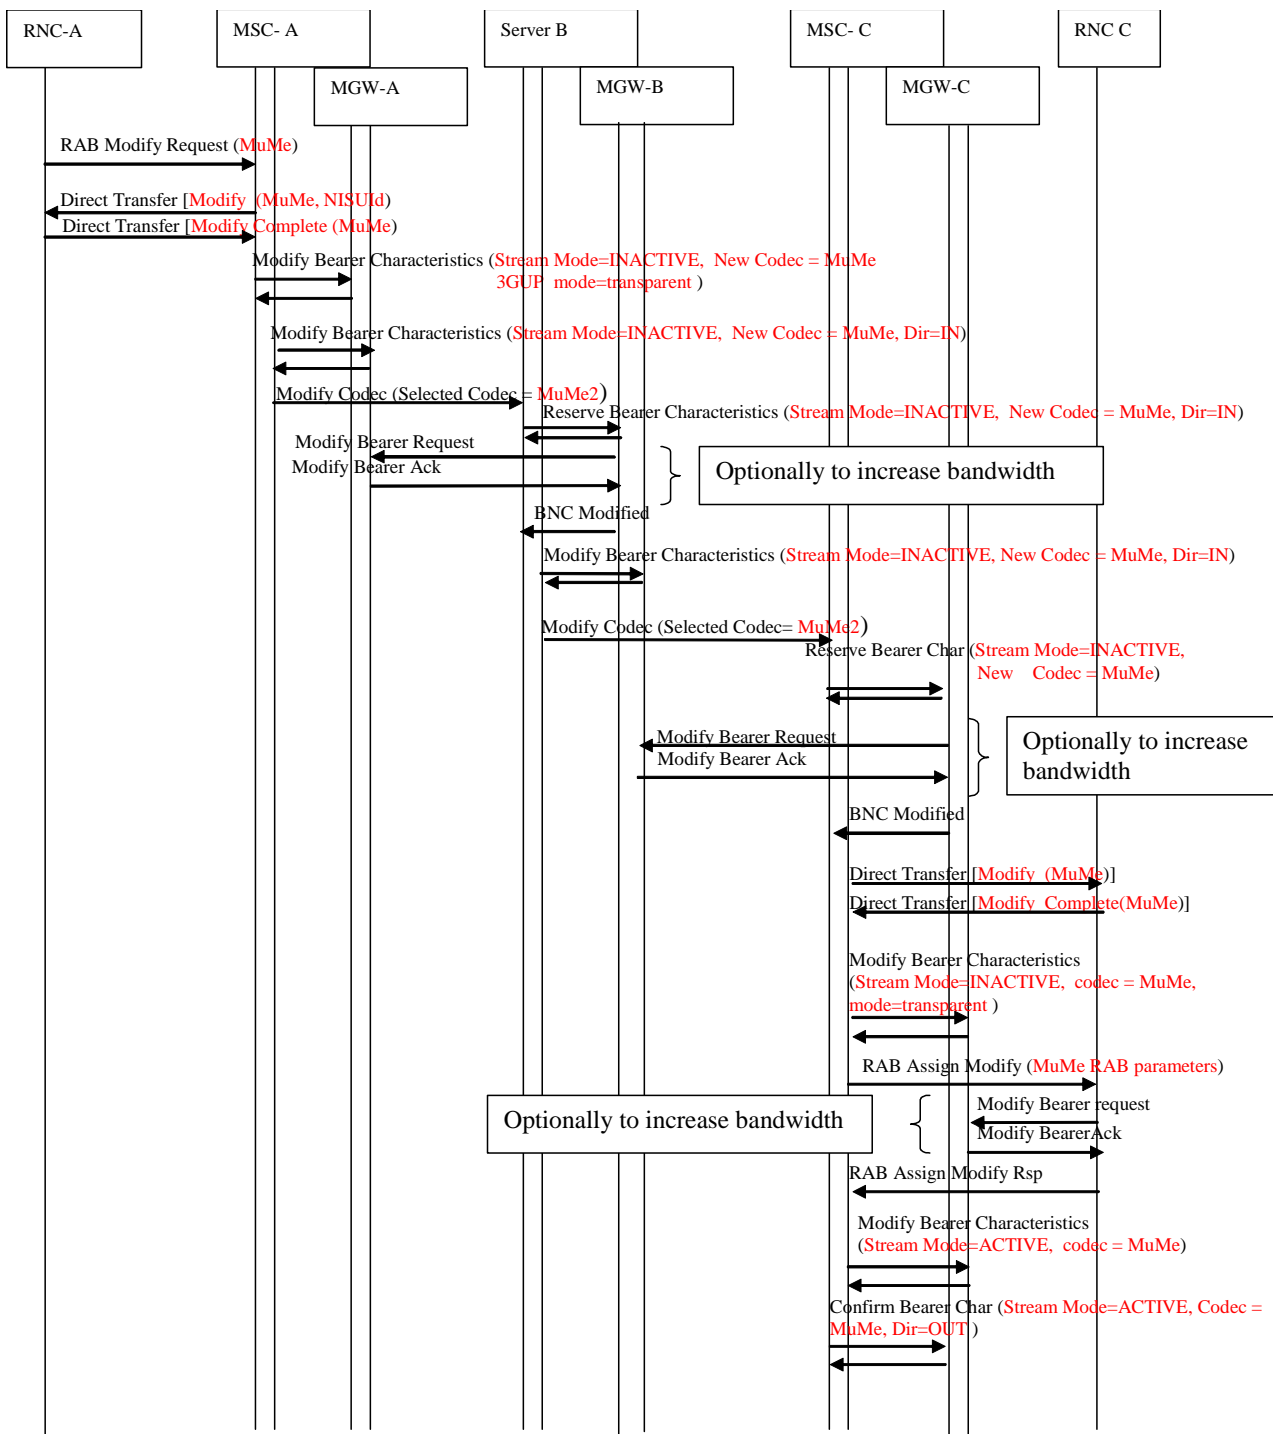 RNC-A
MSC- A
Server B
MSC- C
RNC C
MGW-A
MGW-B
MGW-C
RAB Modify Request (MuMe)
Direct Transfer [Modify (MuMe, NISUId)
Direct Transfer [Modify Complete (MuMe)
Modify Bearer Characteristics (Stream Mode=INACTIVE, New Codec = MuMe
3GUP mode=transparent )
Modify Bearer Characteristics (Stream Mode=INACTIVE, New Codec = MuMe, Dir=IN)
Modify Codec (Selected Codec = MuMe2)
Reserve Bearer Characteristics (Stream Mode=INACTIVE, New Codec = MuMe, Dir=IN)
Modify Bearer Request
Modify Bearer Ack
Optionally to increase bandwidth
BNC Modified
Modify Bearer Characteristics (Stream Mode=INACTIVE, New Codec = MuMe, Dir=IN)
Modify Codec (Selected Codec= MuMe2)
Reserve Bearer Char (Stream Mode=INACTIVE,
New Codec = MuMe)
Modify Bearer Request
Modify Bearer Ack
Optionally to increase
bandwidth
BNC Modified
Direct Transfer [Modify (MuMe)]
Direct Transfer [Modify Complete(MuMe)]
Modify Bearer Characteristics
(Stream Mode=INACTIVE, codec = MuMe,
mode=transparent )
RAB Assign Modify (MuMe RAB parameters)
Optionally to increase bandwidth
Modify Bearer request
Modify BearerAck
RAB Assign Modify Rsp
Modify Bearer Characteristics
(Stream Mode=ACTIVE, codec = MuMe)
Confirm Bearer Char (Stream Mode=ACTIVE, Codec =
MuMe, Dir=OUT )